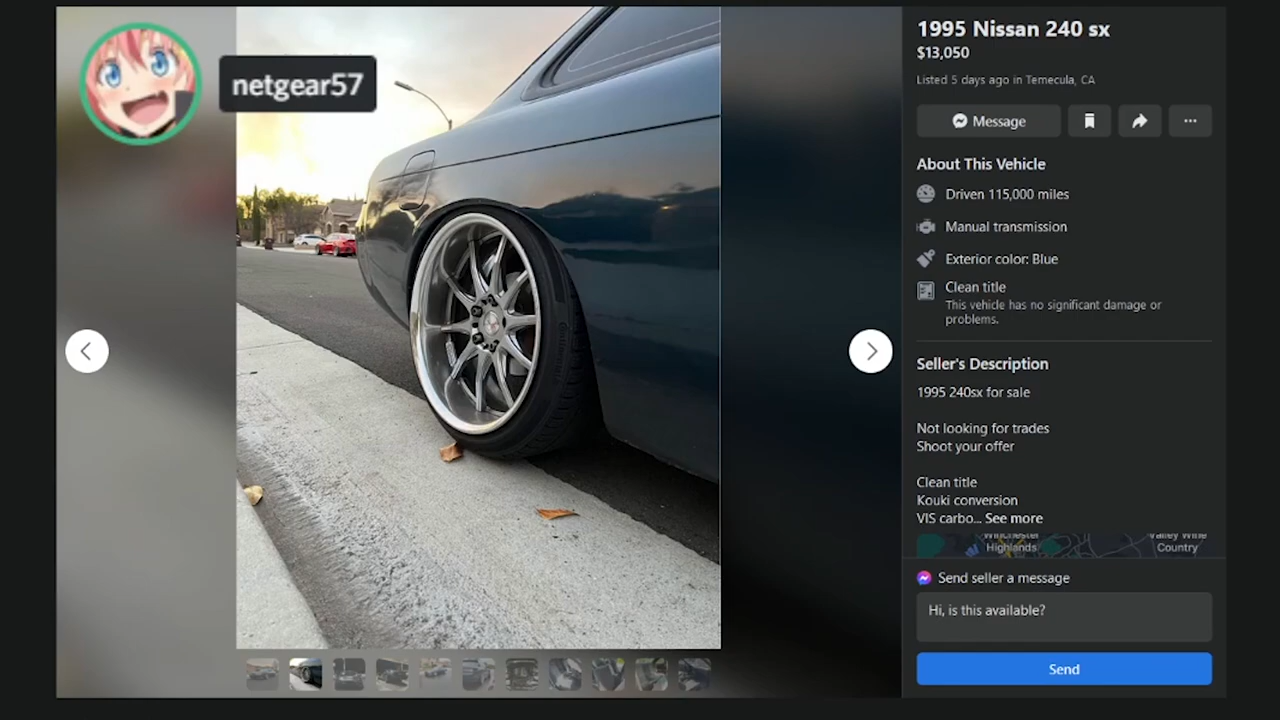 netgear57
1995 Nissan 240 sx
$13,050
Listed 5 days ago in Temecula, CA
Message
About This Vehicle
Driven 115,000 miles
Manual transmission
Exterior color: Blue
Clean title
This vehicle has no significant damage or
problems.
Seller's Description
1995 240sx for sale
Not looking for trades
Shoot your offer
Clean title
Kouki conversion
VIS carbo... See more
Winchester
Highlands
Valley Wine
Country
Send seller a message
Hi, is this available?
Send